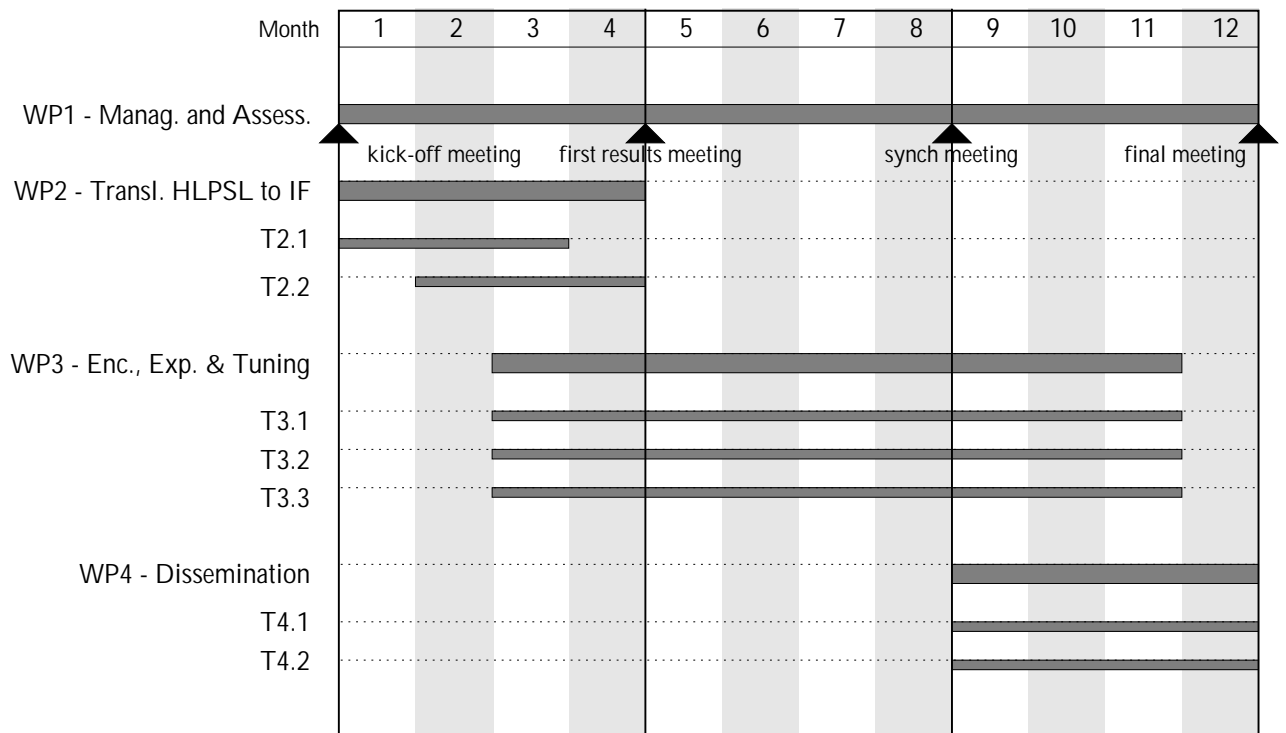 Month 1 2 3 4 5 6 7 8 9 10 11 12
WP1 - Manag. and Assess.
kick-off meeting first results meeting synch meeting final meeting
WP2 - Transl. HLPSL to IF
T2.1
T2.2
WP3 - Enc., Exp. & Tuning
T3.1
T3.2
T3.3
WP4 - Dissemination
T4.1
T4.2